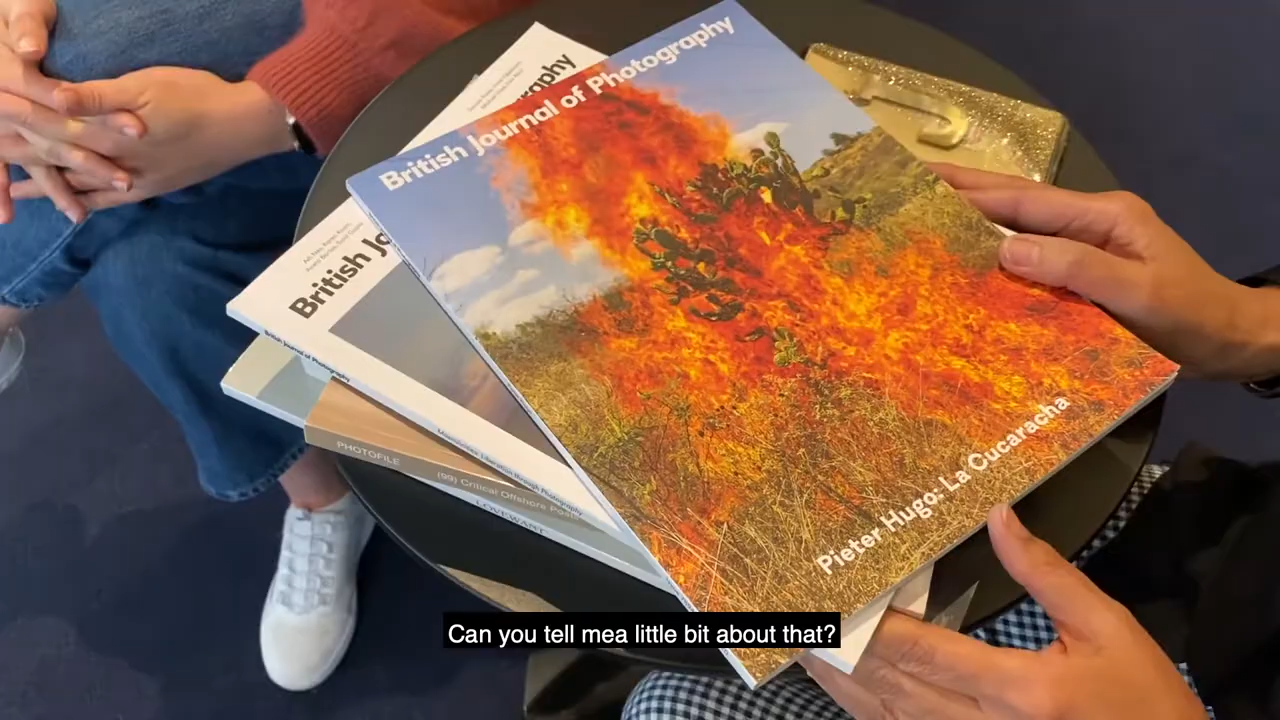 British Journal of Photography
Pieter Hugo: La Cucaracha
graphy
British Jo
British Journal of Photography
PHOTOFILE
(99) Critical Offshore
Can you tell mea little bit about that?